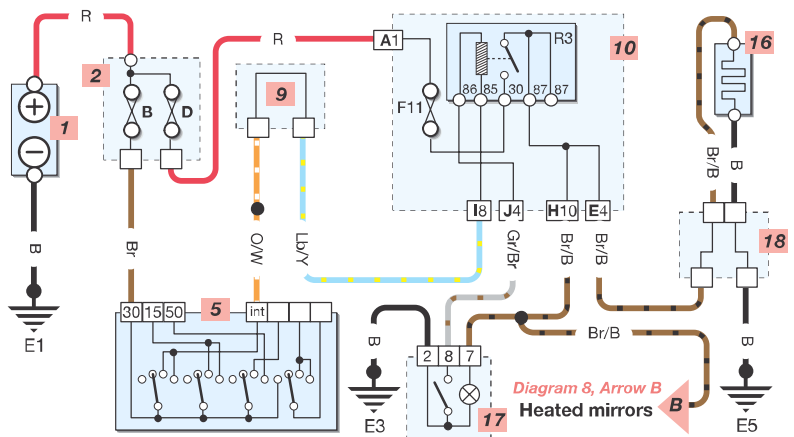 R
R
A1
R3
10
16
2
9
86
85
30
87
87
B
D
F11
1
Br/B
B
I8
J4
H10
E4
B
Br
O/W
Lb/Y
Gr/Br
Br/B
Br/B
18
30
15
50
5
int
E1
B
2
8
7
Br/B
B
Diagram 8, Arrow B
Heated mirrors
B
17
E3
E5